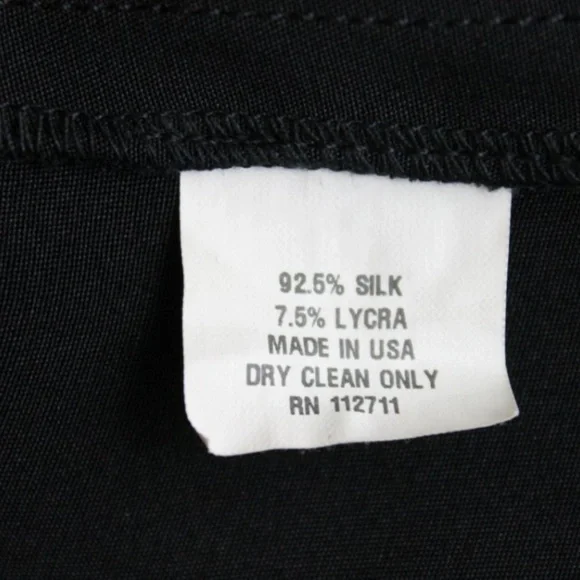 92.5% SILK
7.5% LYCRA
MADE IN USA
DRY CLEAN ONLY
RN 112711